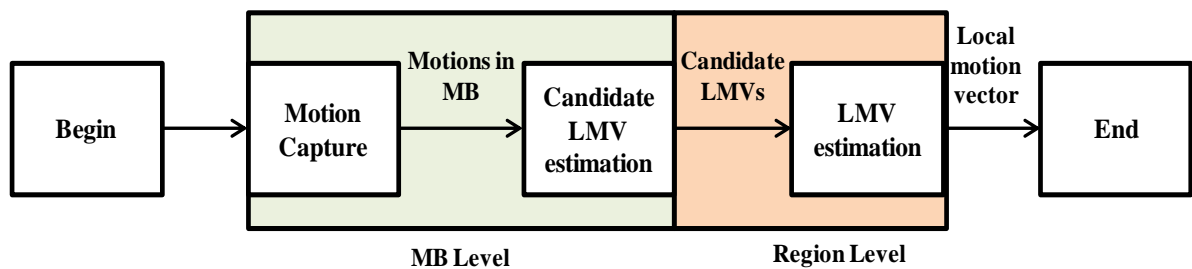 Begin
Motion
Capture
Motions in
MB
Candidate
LMV
estimation
Candidate
LMVs
LMV
estimation
Local
motion
vector
End
MB Level
Region Level